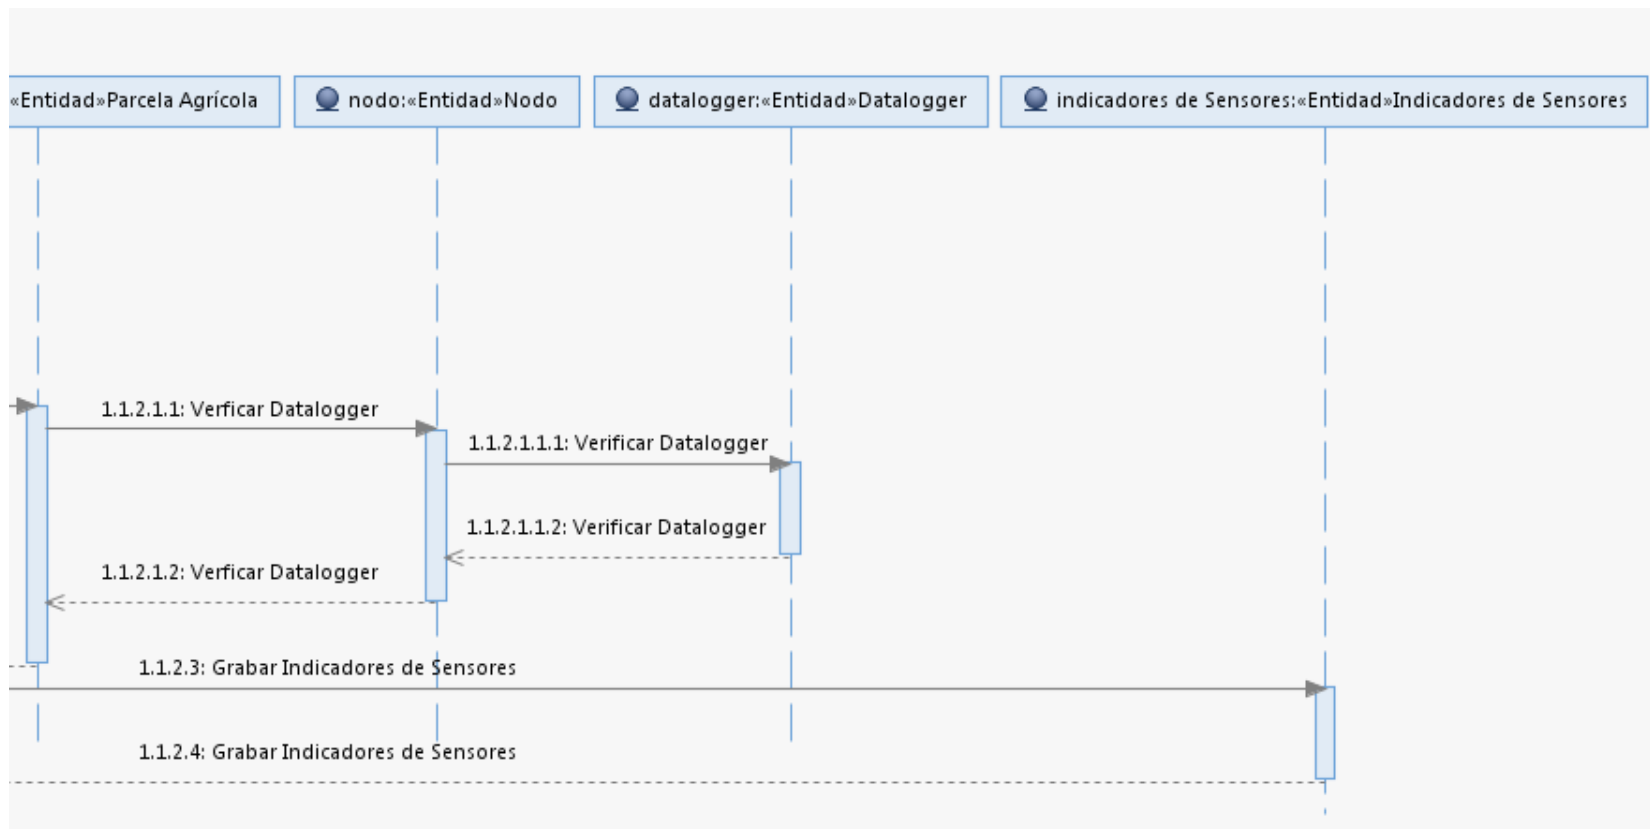 «Entidad»Parcela Agrícola
nodo:«Entidad»Nodo
datalogger:«Entidad»Datalogger
indicadores de Sensores:«Entidad»Indicadores de Sensores
1.1.2.1.1: Verficar Datalogger
1.1.2.1.1.1: Verificar Datalogger
1.1.2.1.1.2: Verificar Datalogger
1.1.2.1.2: Verficar Datalogger
1.1.2.3: Grabar Indicadores de Sensores
1.1.2.4: Grabar Indicadores de Sensores